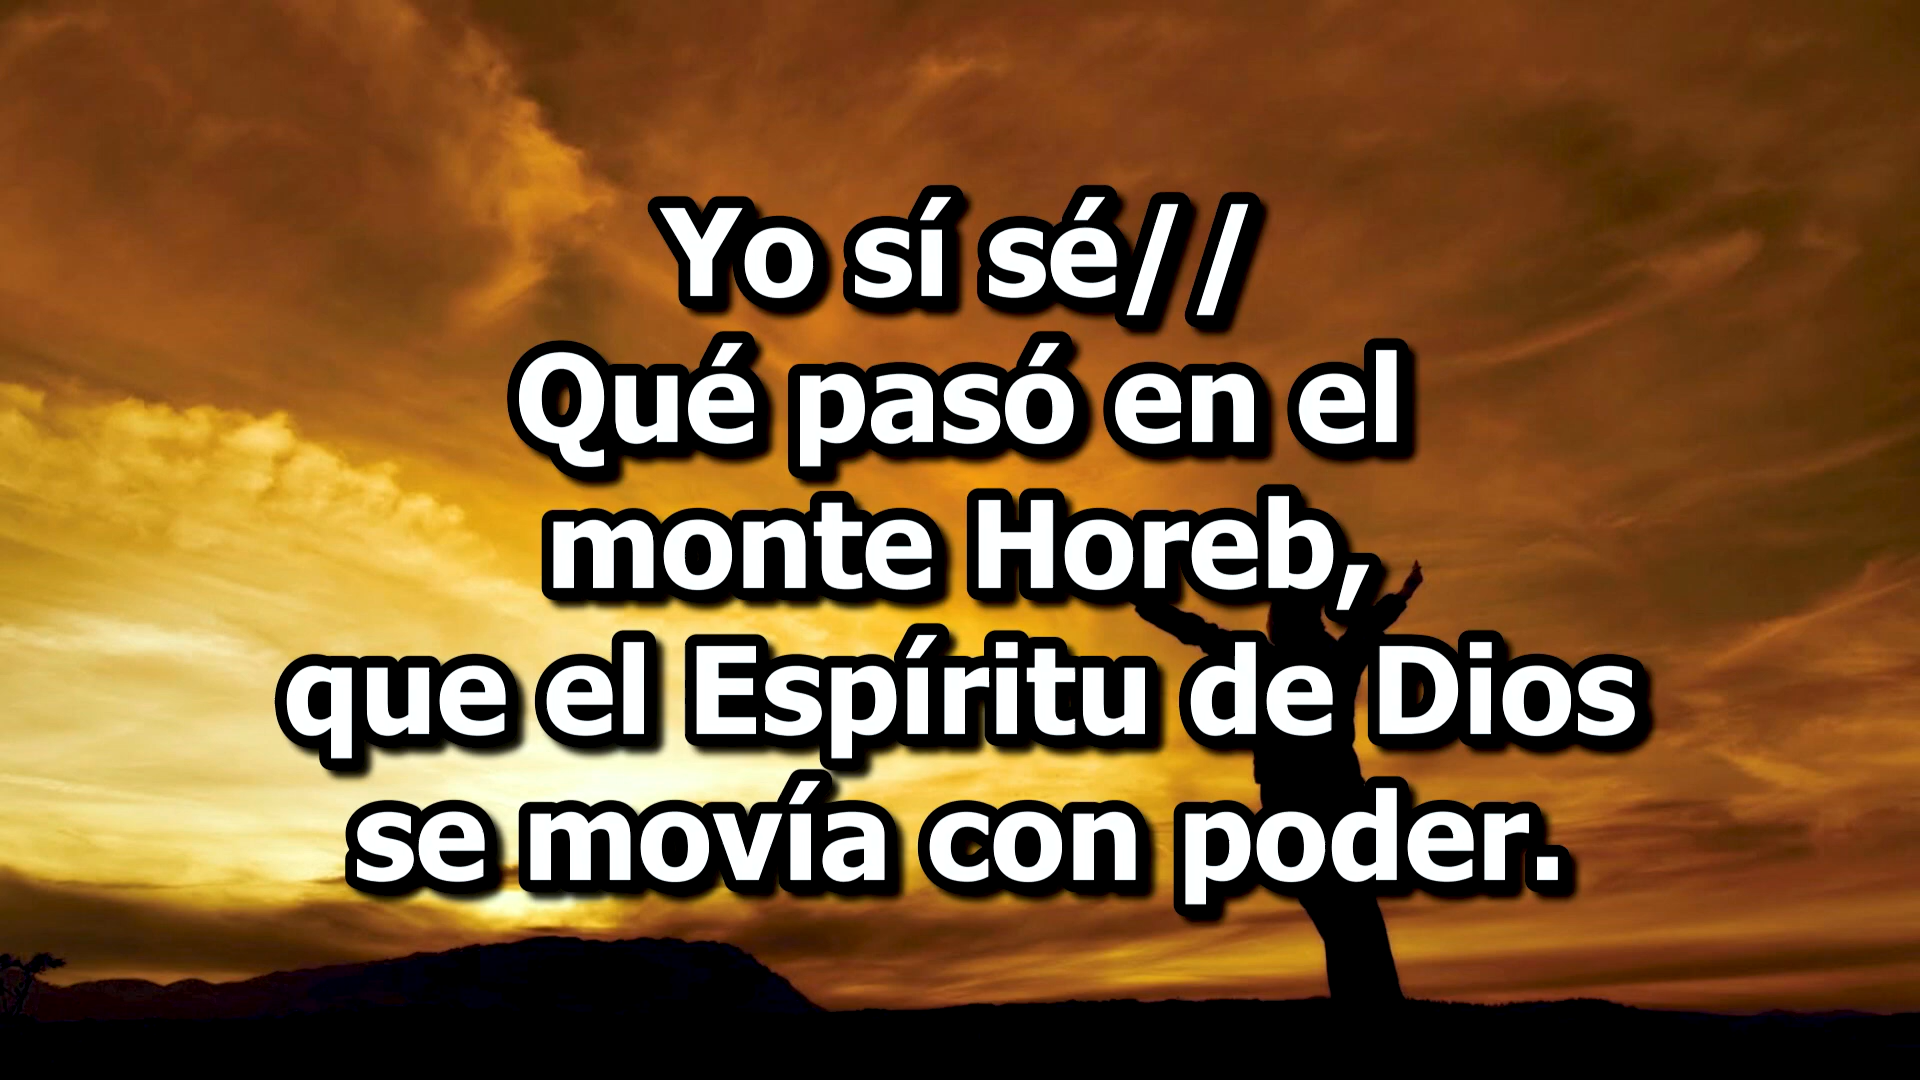 Yo sí sé//
Qué pasó en el
monte Horeb,
que el Espíritu de Dios
se movía con poder.